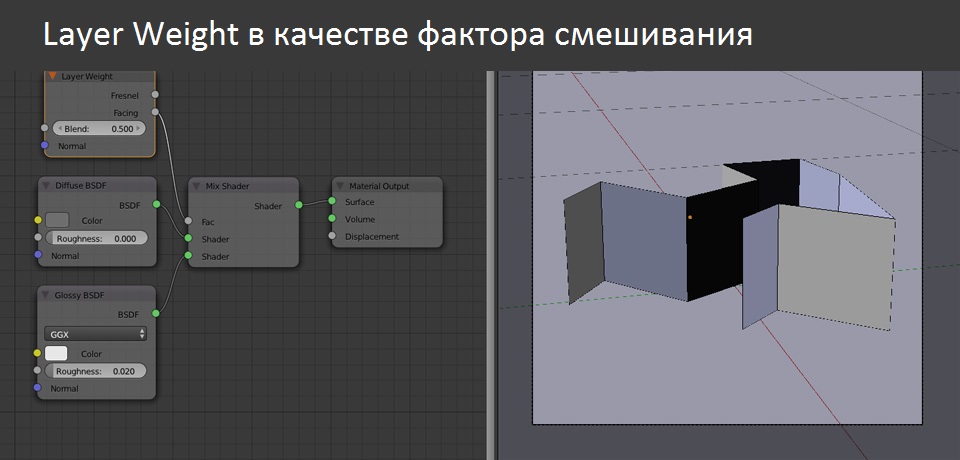 Layer Weight в качестве фактора смешивания
Layer Weight
Fresnel
Facing
Blend: 0.500
Normal
Diffuse BSDF
BSDF
Color
Roughness: 0.000
Normal
Glossy BSDF
BSDF
GGX
Color
Roughness: 0.020
Normal
Mix Shader
Shader
Fac
Shader
Shader
Material Output
Surface
Volume
Displacement